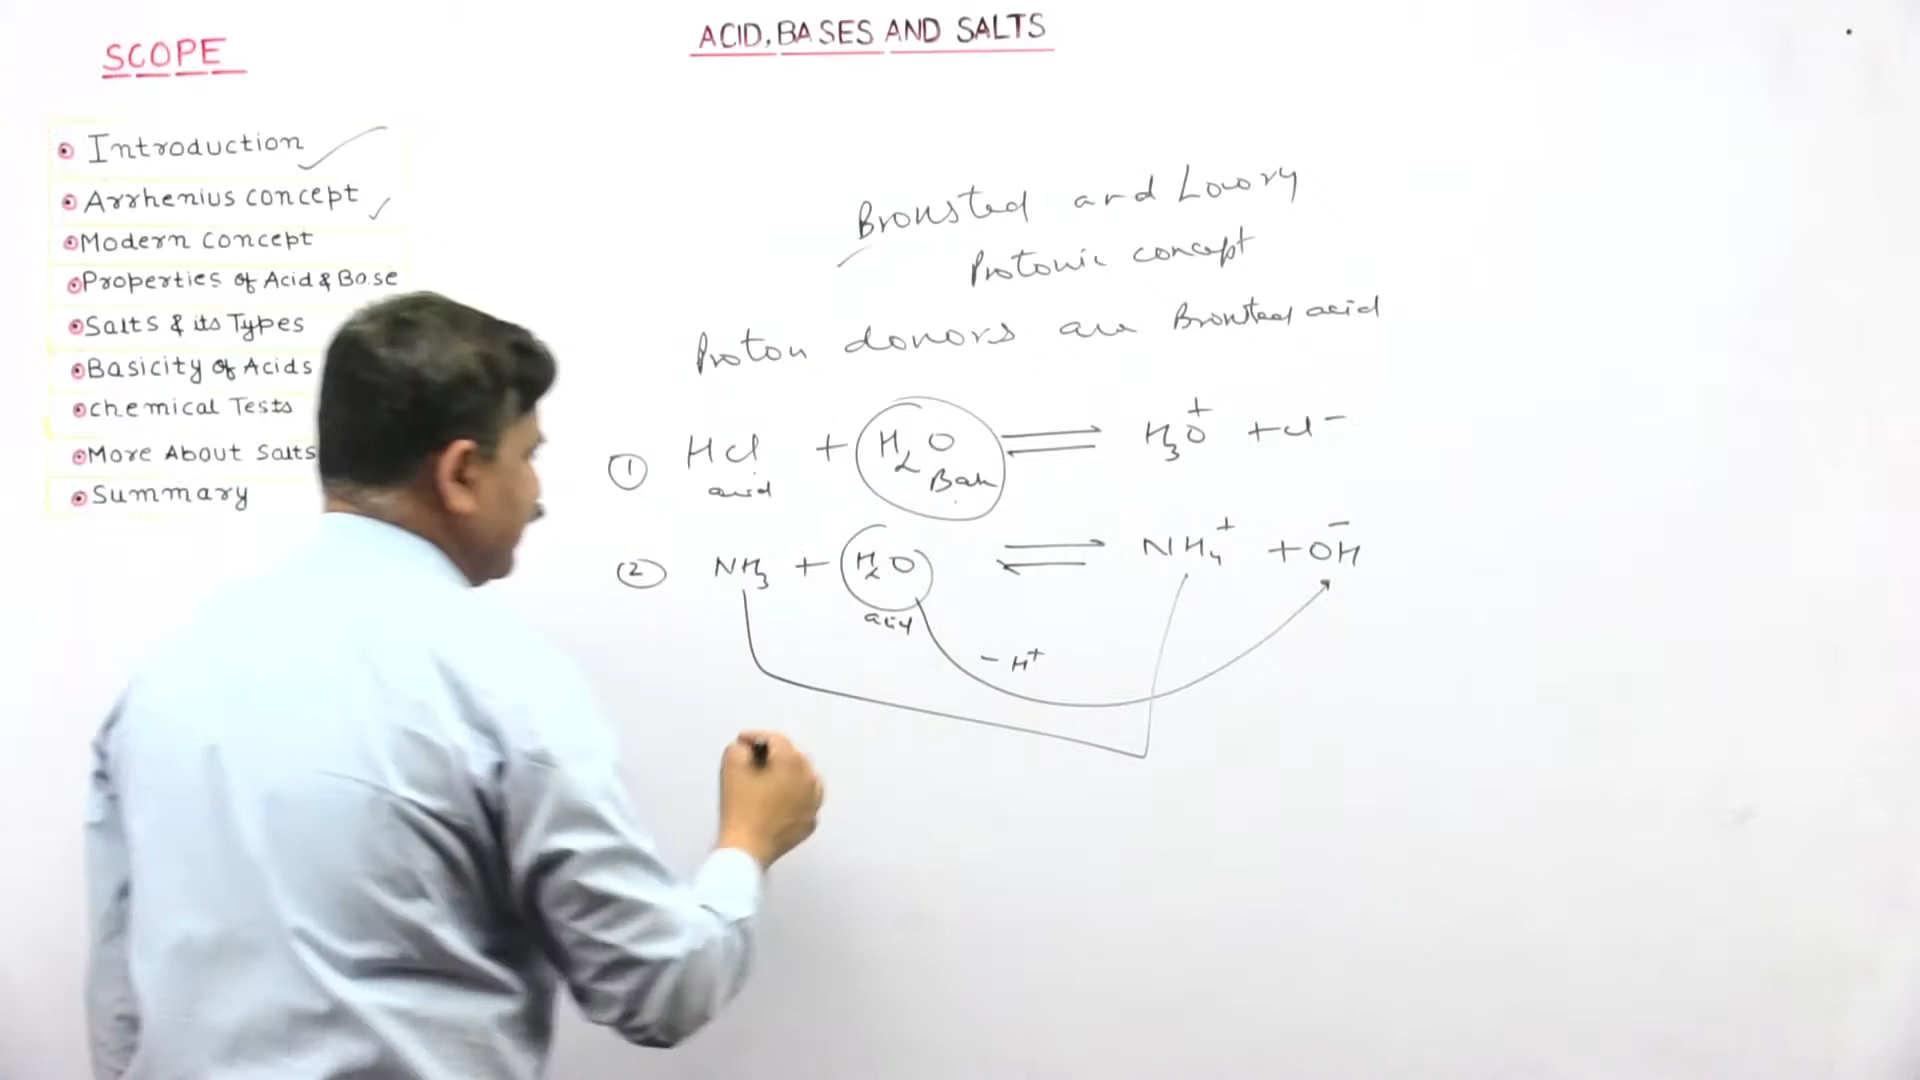 ACID, BASES AND SALTS
SCOPE
Introduction
Arrhenius concept
Modern Concept
Properties of Acid & Base
Salts & its Types
Basicity of Acids
chemical Tests
More About Salts
Summary
Bronsted and Lowry
Protonic concept
Proton donors are Bronsted acid
① HCl + H₂O ⇌ H₃O⁺ + Cl⁻
acid Base
② NH₃ + H₂O ⇌ NH₄⁺ + OH⁻
acid
− H⁺